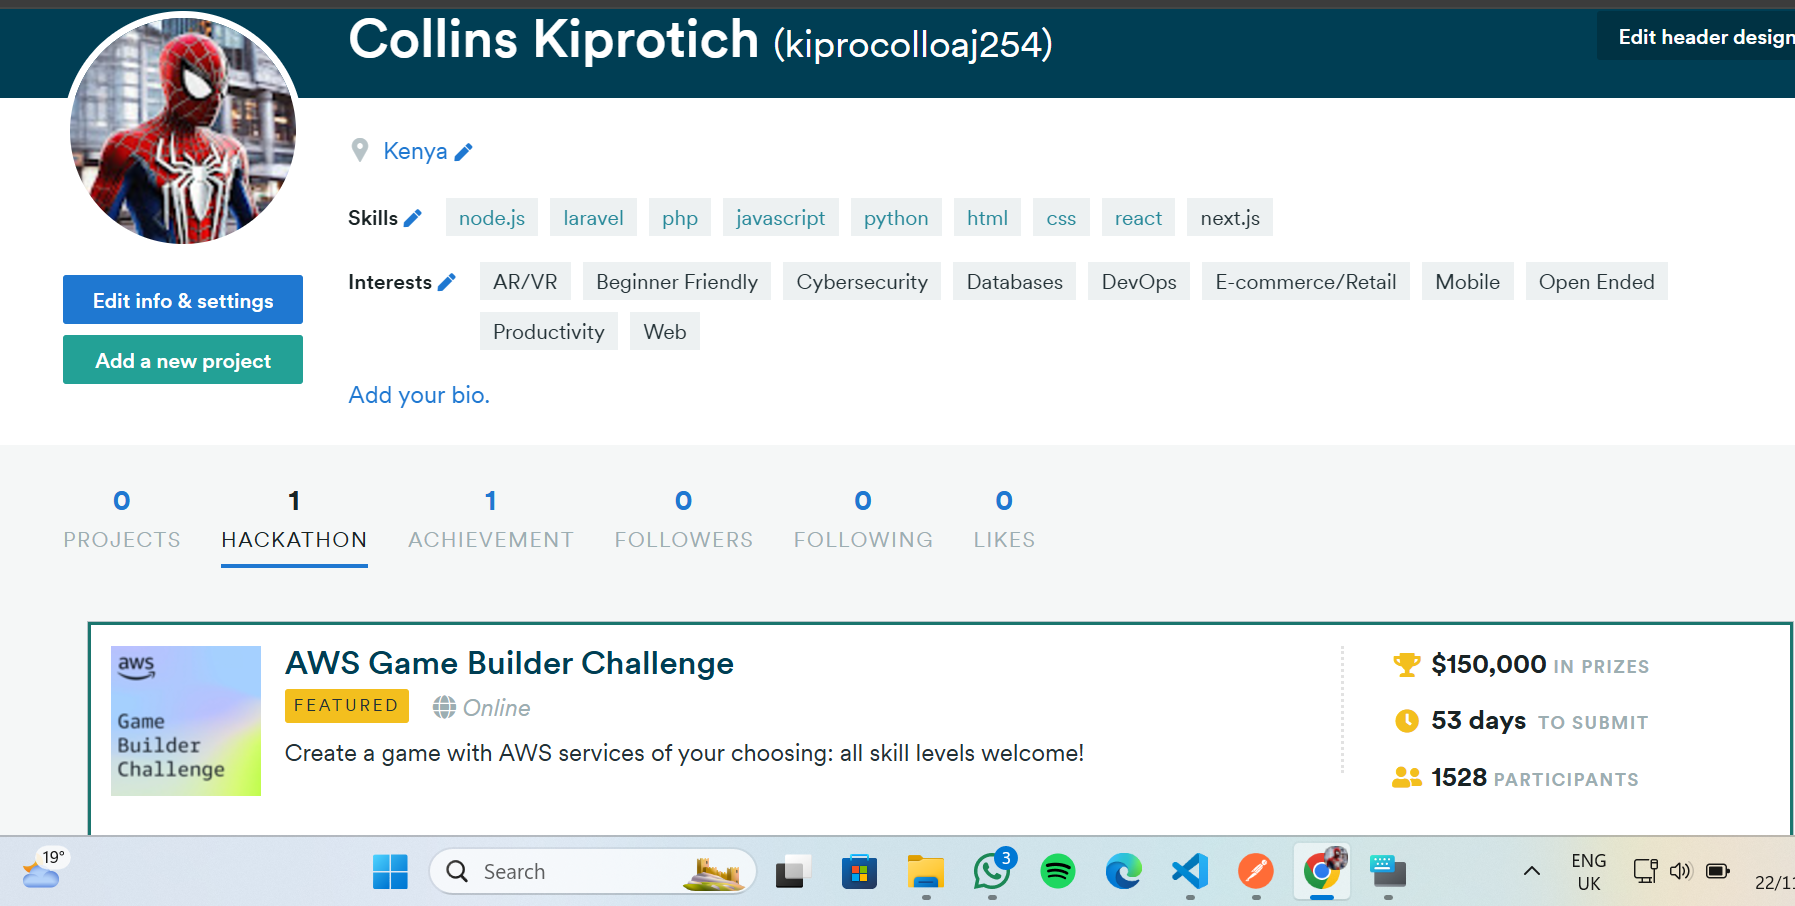 Collins Kiprotich (kiprocolloaj254)
Edit header design
Kenya
Skills node.js laravel php javascript python html css react next.js
Edit info & settings
Add a new project
Interests AR/VR Beginner Friendly Cybersecurity Databases DevOps E-commerce/Retail Mobile Open Ended
Productivity Web
Add your bio.
0 1 1 0 0 0
PROJECTS HACKATHON ACHIEVEMENT FOLLOWERS FOLLOWING LIKES
aws
Game
Builder
Challenge
AWS Game Builder Challenge
FEATURED Online
Create a game with AWS services of your choosing: all skill levels welcome!
$150,000 IN PRIZES
53 days TO SUBMIT
1528 PARTICIPANTS
19°
Search
3
ENG
UK
22/11